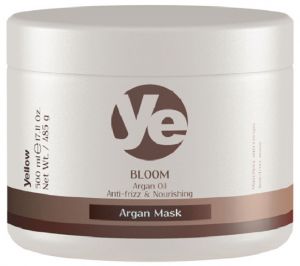 Ye
BLOOM
Argan Oil
Anti-frizz & Nourishing
Argan Mask
Yellow
500 ml ℮ 17.11 Oz.
Net Wt. / 485 g